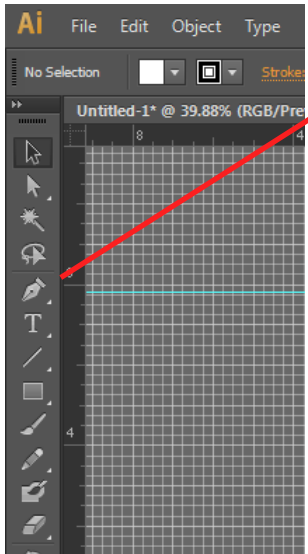 Ai File Edit Object Type
No Selection Stroke:
Untitled-1* @ 39.88% (RGB/Pre
8 4
T
4